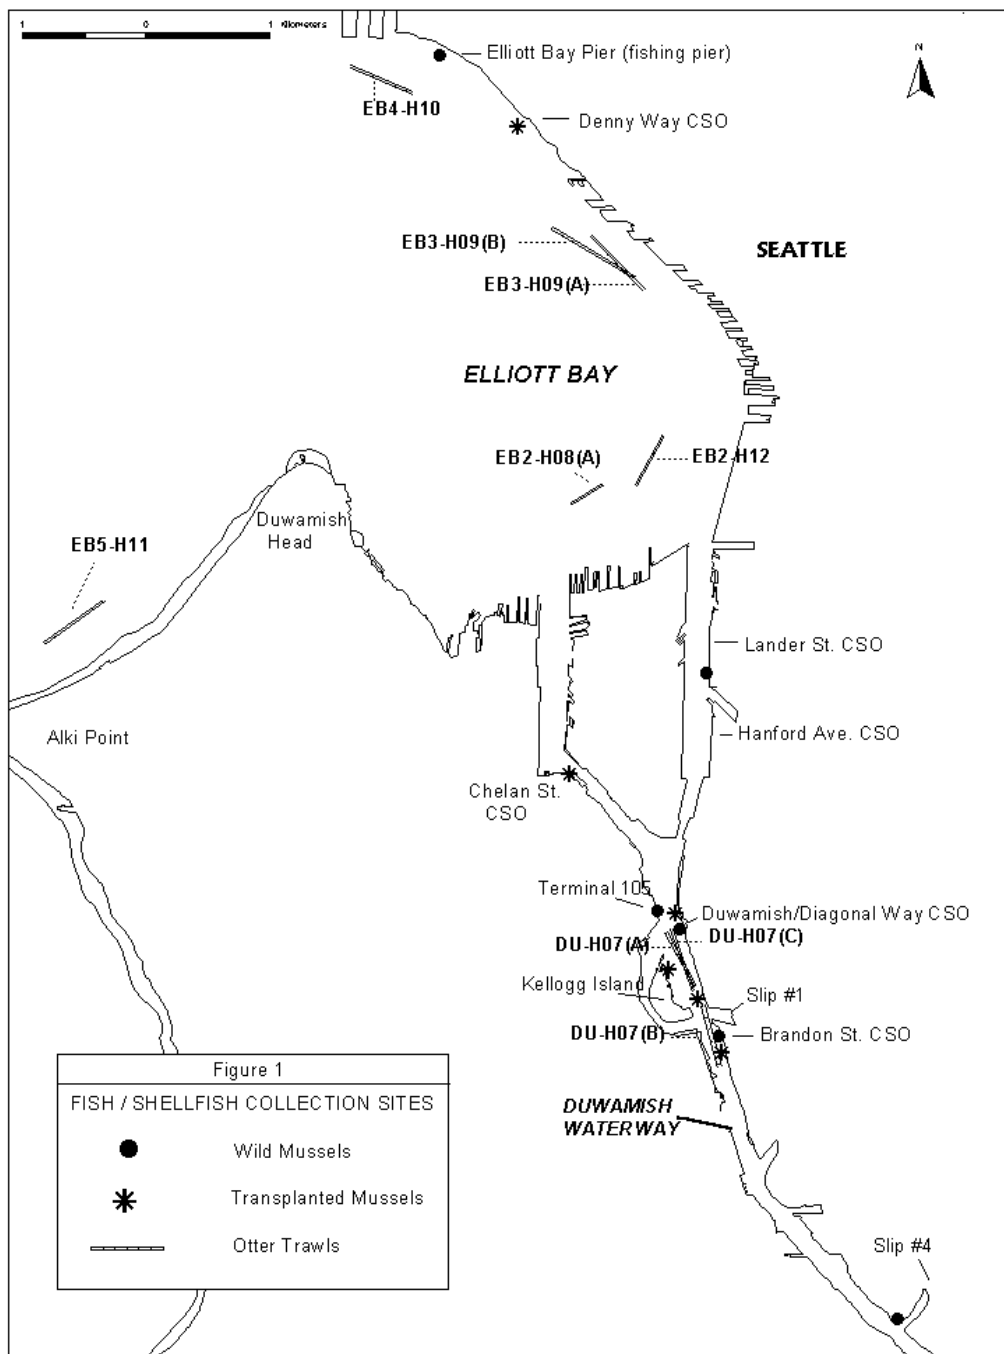 1 0 1 Kilometers
Elliott Bay Pier (fishing pier)
N
EB4-H10
Denny Way CSO
EB3-H09(B)
SEATTLE
EB3-H09(A)
ELLIOTT BAY
EB2-H08(A)
EB2-H12
Duwamish
Head
EB5-H11
Lander St. CSO
Alki Point
Hanford Ave. CSO
Chelan St.
CSO
Terminal 105
Duwamish/Diagonal Way CSO
DU-H07(A)
DU-H07(C)
Kellogg Island
Slip #1
DU-H07(B)
Brandon St. CSO
DUWAMISH
WATERWAY
Slip #4
Figure 1
FISH / SHELLFISH COLLECTION SITES
Wild Mussels
Transplanted Mussels
Otter Trawls